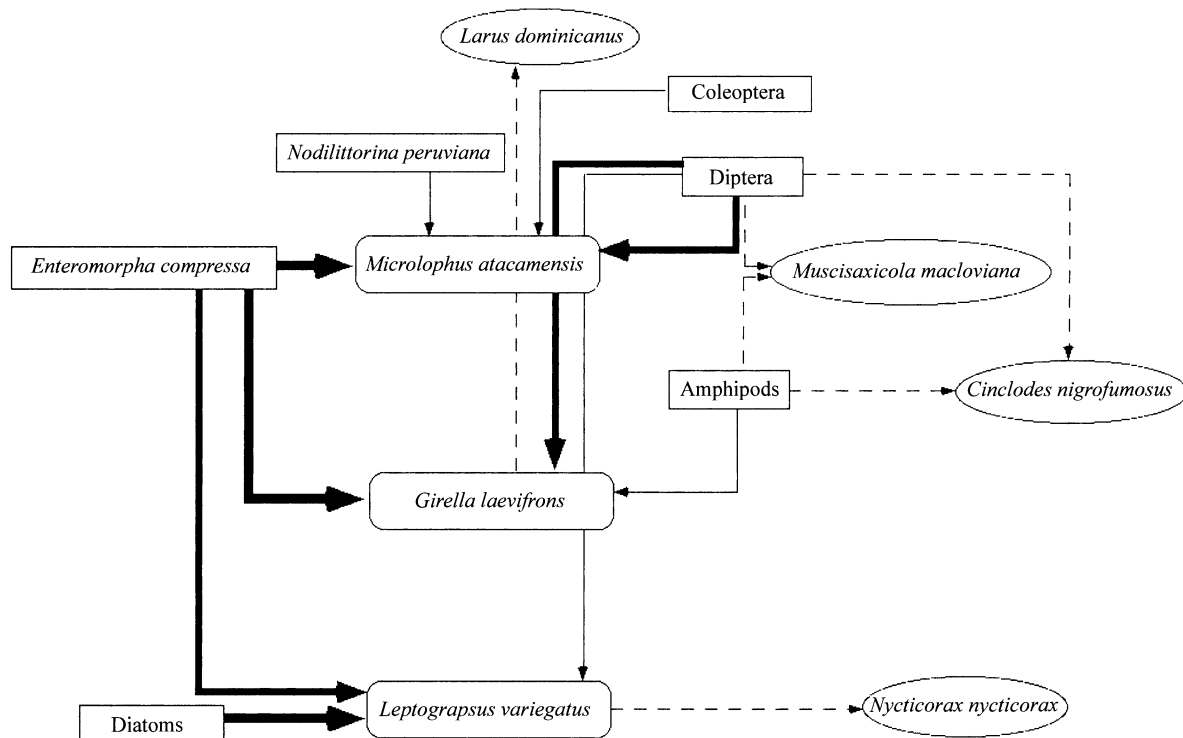 Larus dominicanus
Coleoptera
Nodilittorina peruviana
Diptera
Enteromorpha compressa
Microlophus atacamensis
Muscisaxicola macloviana
Amphipods
Cinclodes nigrofumosus
Girella laevifrons
Leptograpsus variegatus
Nycticorax nycticorax
Diatoms